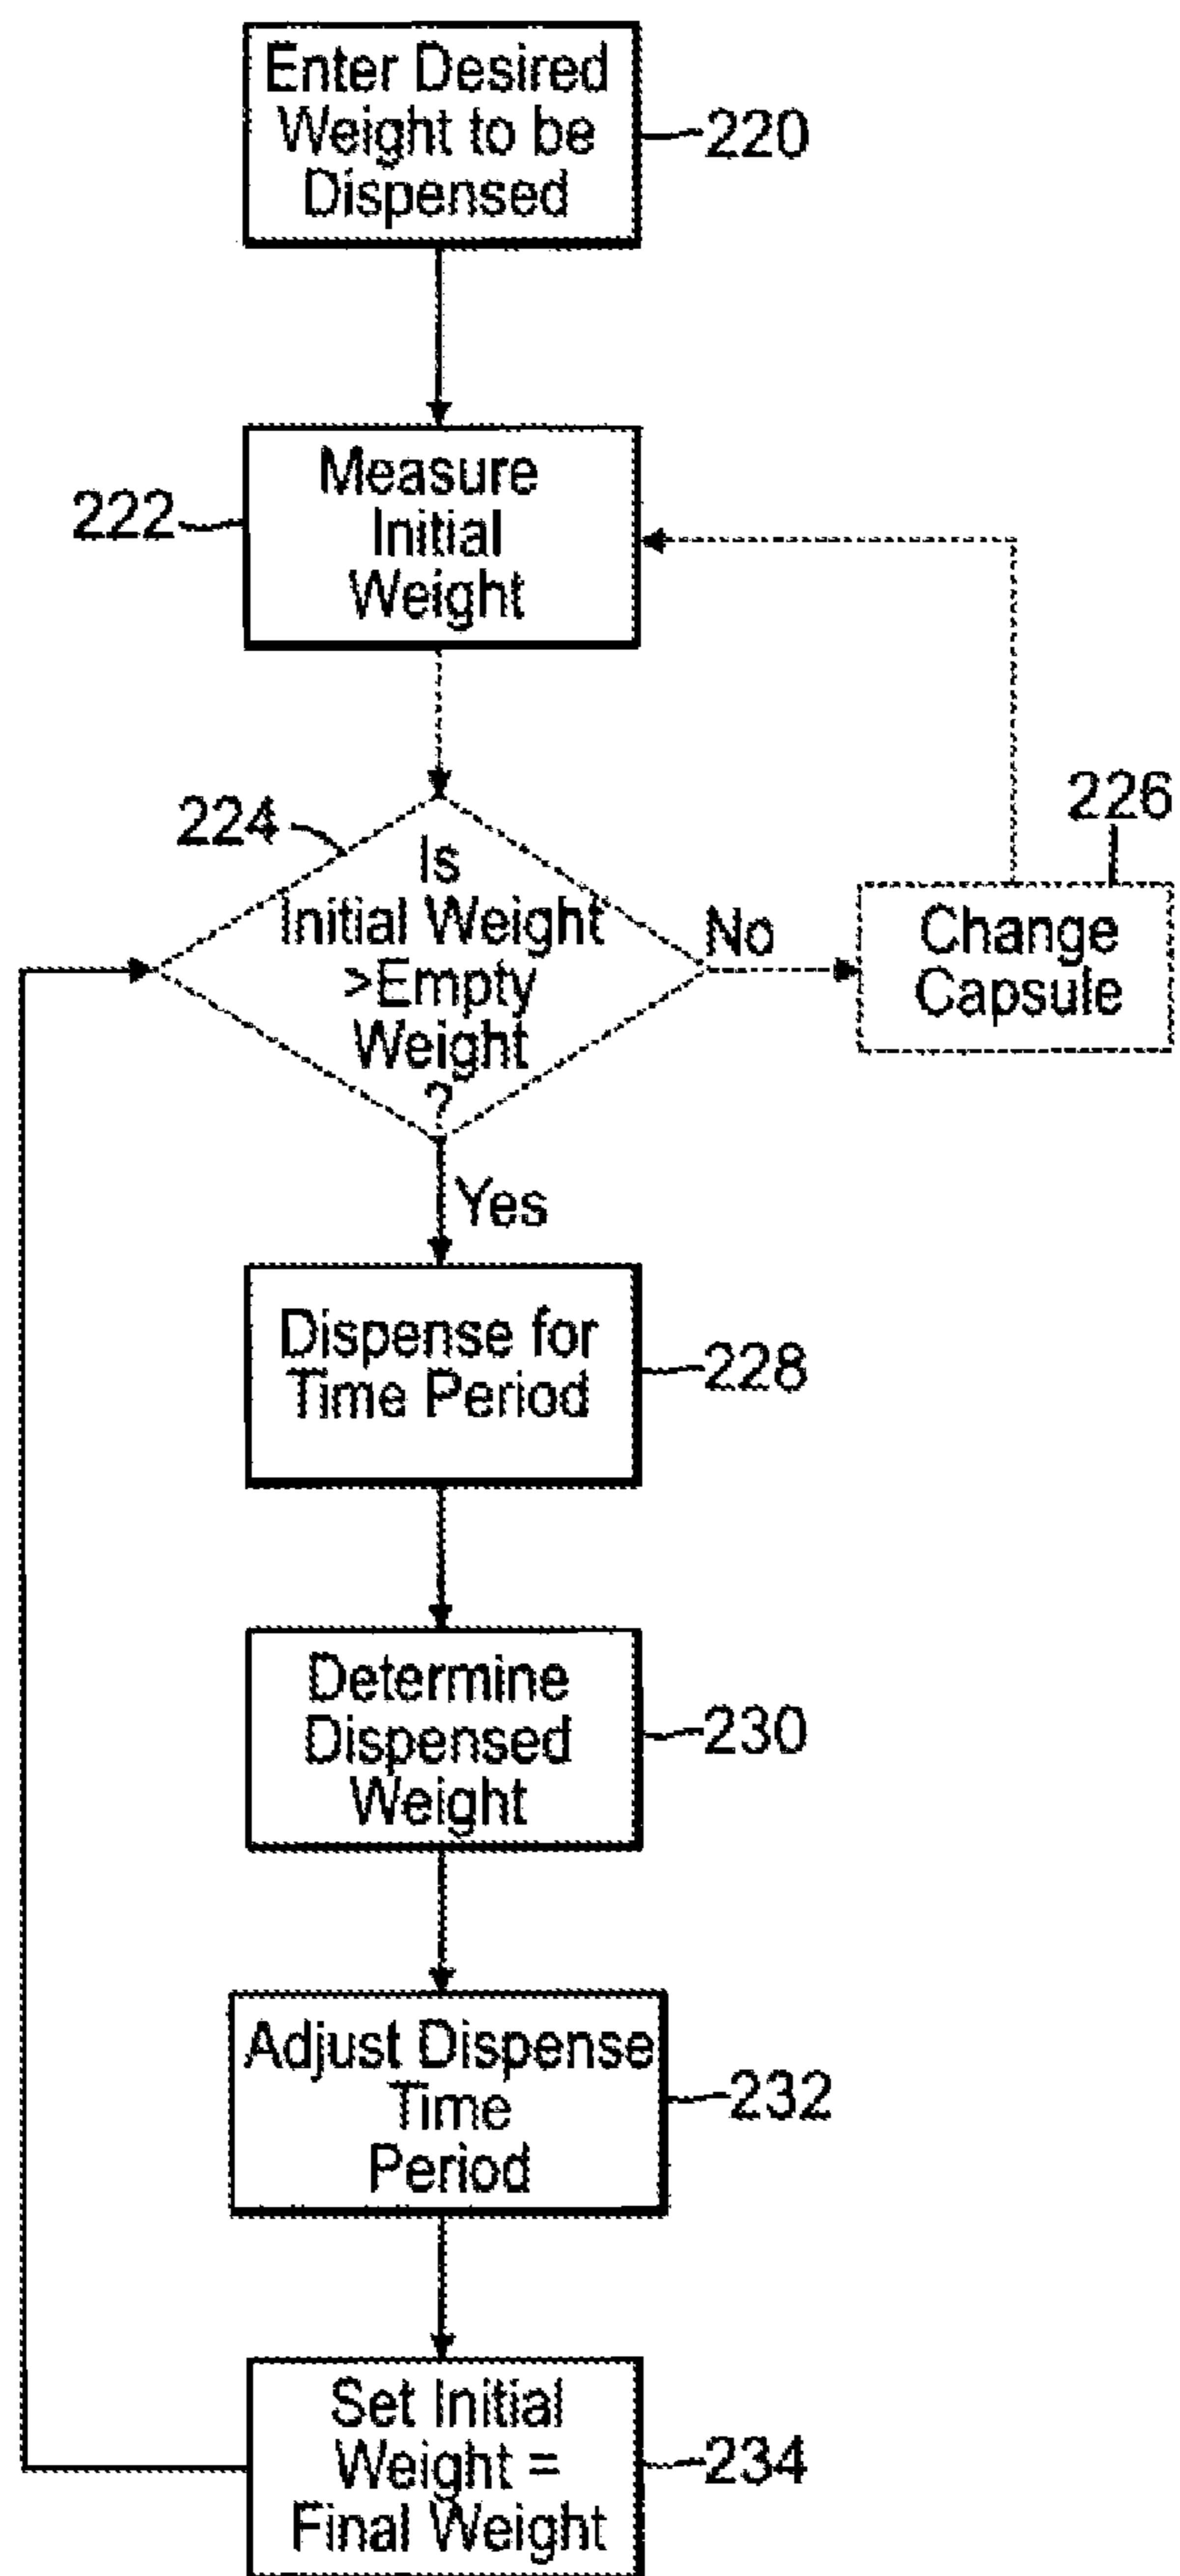 Enter Desired
Weight to be
Dispensed
220
Measure
Initial
Weight
222
224
Is
Initial Weight
>Empty
Weight
?
No
226
Change
Capsule
Yes
Dispense for
Time Period
228
Determine
Dispensed
Weight
230
Adjust Dispense
Time
Period
232
Set Initial
Weight =
Final Weight
234